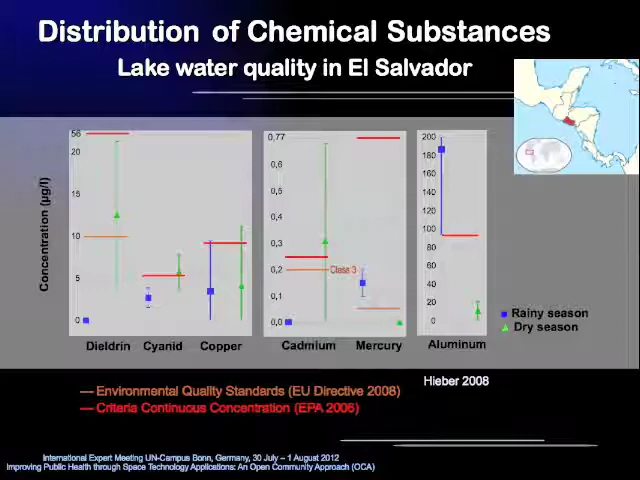 Distribution of Chemical Substances
Lake water quality in El Salvador
Concentration (µg/l)
56
20
15
10
5
0
0,77
0,6
0,5
0,4
0,3
0,2
0,1
0,0
Class 3
200
180
160
140
120
100
80
60
40
20
0
Dieldrin Cyanid Copper Cadmium Mercury Aluminum
Rainy season
Dry season
Hieber 2008
— Environmental Quality Standards (EU Directive 2008)
— Criteria Continuous Concentration (EPA 2006)
International Expert Meeting UN-Campus Bonn, Germany, 30 July – 1 August 2012
Improving Public Health through Space Technology Applications: An Open Community Approach (OCA)